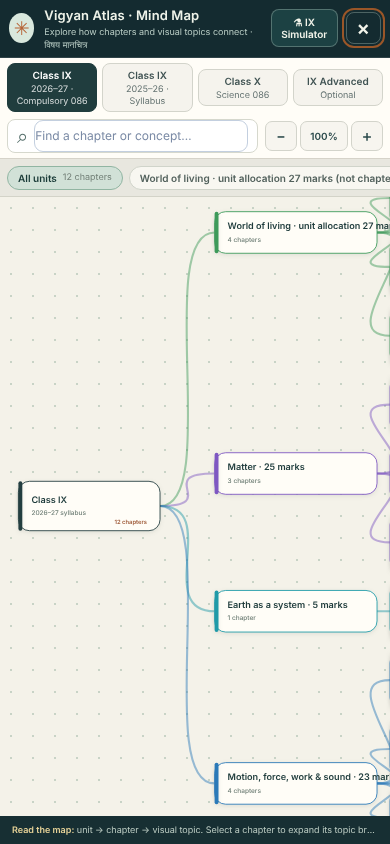 Vigyan Atlas · Mind Map
Explore how chapters and visual topics connect ·
विषय मानचित्र
IX
Simulator
×
Class IX
2026–27 ·
Compulsory 086
Class IX
2025–26 ·
Syllabus
Class X
Science 086
IX Advanced
Optional
Find a chapter or concept...
−
100%
+
All units 12 chapters
World of living · unit allocation 27 marks (not chapte
World of living · unit allocation 27 ma
4 chapters
Matter · 25 marks
3 chapters
Class IX
2026–27 syllabus
12 chapters
Earth as a system · 5 marks
1 chapter
Motion, force, work & sound · 23 mar
4 chapters
Read the map: unit → chapter → visual topic. Select a chapter to expand its topic br...